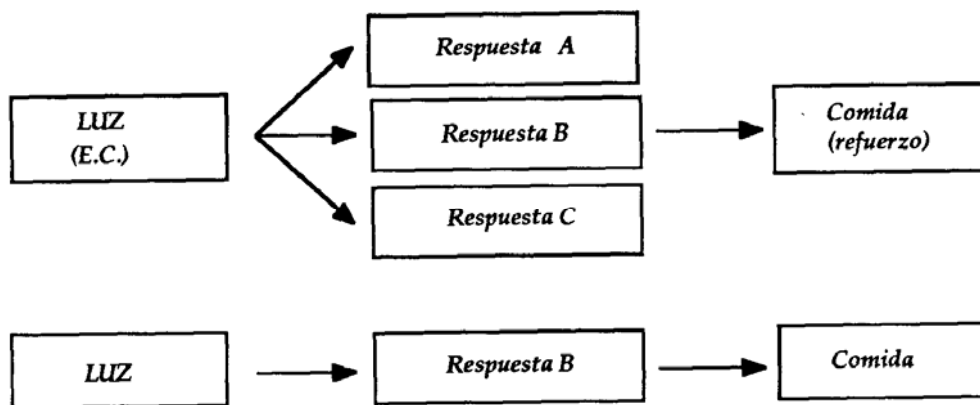 Respuesta A
LUZ
(E.C.)
Respuesta B
Comida
(refuerzo)
Respuesta C
LUZ
Respuesta B
Comida